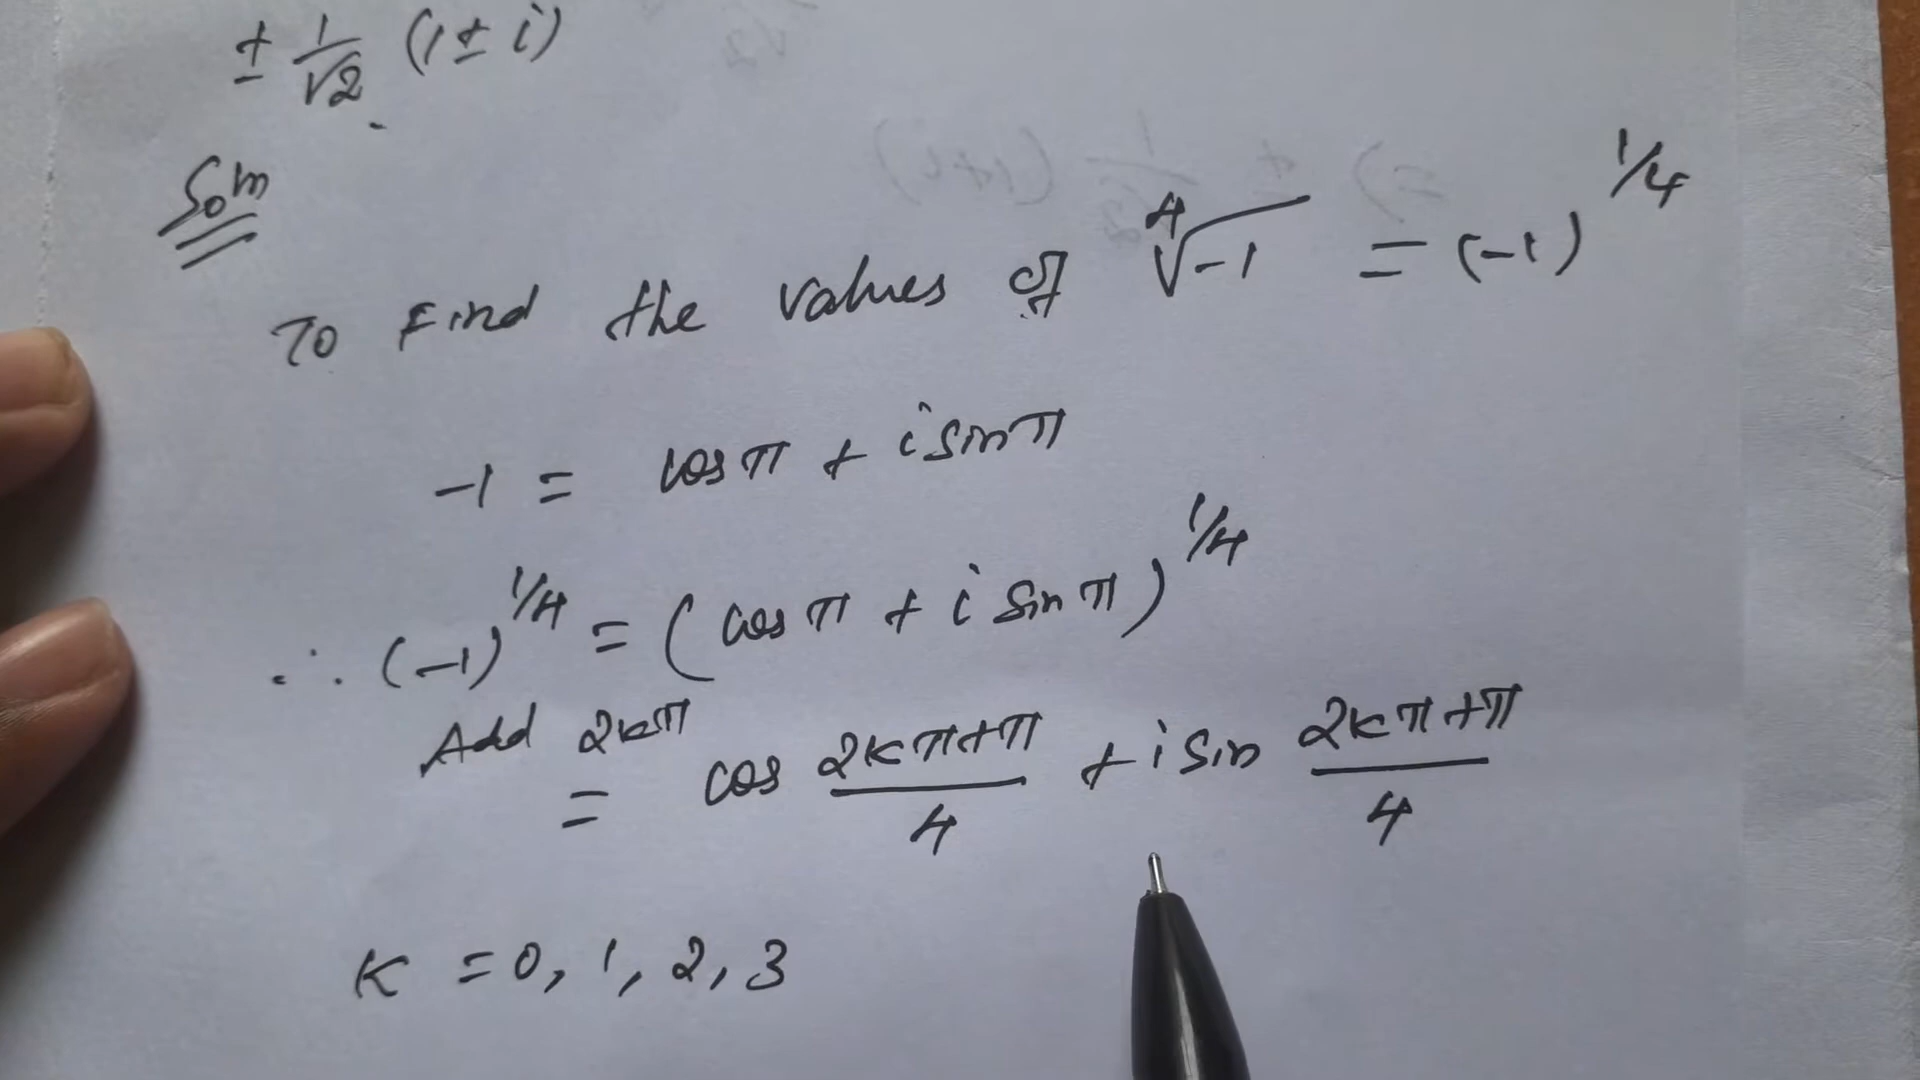 ± 1/√2 (1 ± i)
Soln
To Find the values of ∜-1 = (-1)^1/4
-1 = cos π + i sin π
∴ (-1)^1/4 = (cos π + i sin π)^1/4
Add 2kπ
= cos (2kπ+π)/4 + i sin (2kπ+π)/4
K = 0, 1, 2, 3